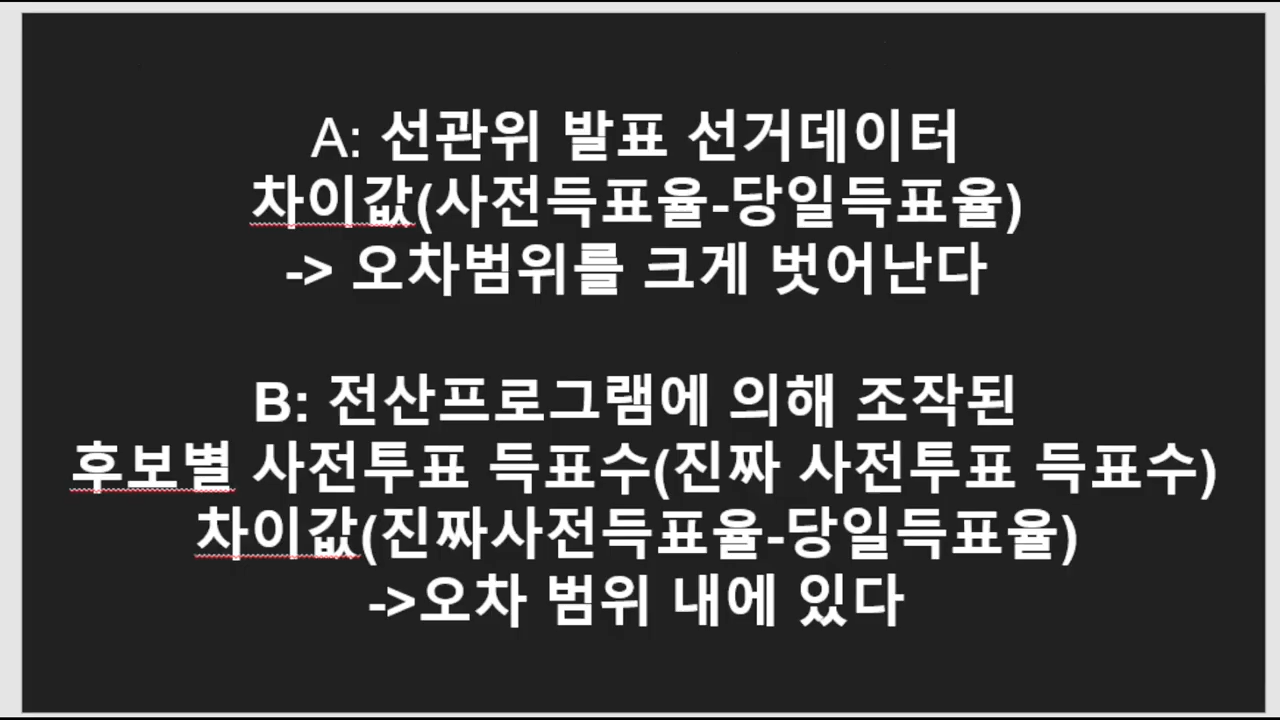 A: 선관위 발표 선거데이터
차이값(사전득표율-당일득표율)
-> 오차범위를 크게 벗어난다
B: 전산프로그램에 의해 조작된
후보별 사전투표 득표수(진짜 사전투표 득표수)
차이값(진짜사전득표율-당일득표율)
->오차 범위 내에 있다